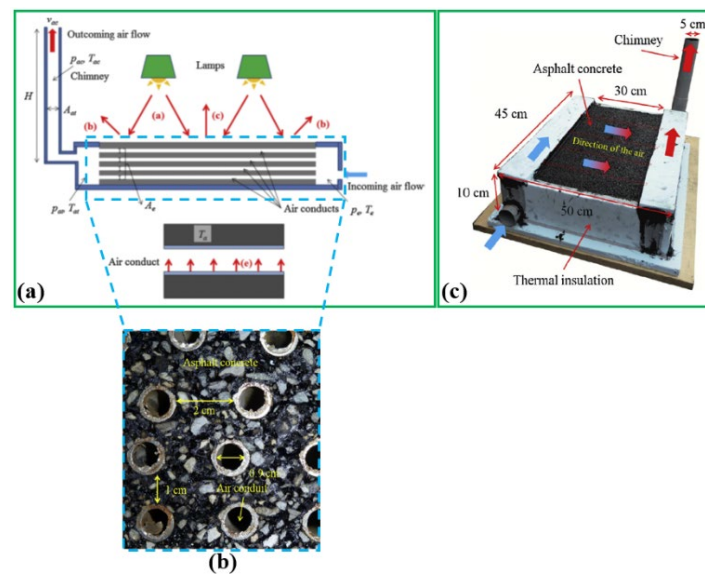 (a)
v_ac
Outcoming air flow
p_ac, T_ac
Chimney
H
A_at
Lamps
(b)
(a)
(c)
(b)
Incoming air flow
p_at, T_at
A_e
Air conducts
p_e, T_e
T_a
Air conduct
(e)
Asphalt concrete
2 cm
0.9 cm
1 cm
Air conduit
(b)
5 cm
Chimney
Asphalt concrete
30 cm
45 cm
Direction of the air
10 cm
50 cm
Thermal insulation
(c)